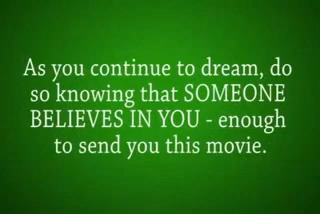 As you continue to dream, do
so knowing that SOMEONE
BELIEVES IN YOU - enough
to send you this movie.